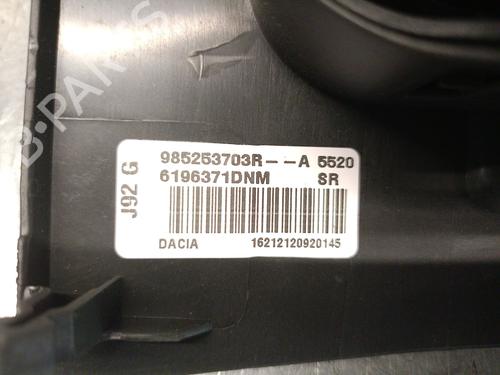 J92 G
985253703R--A 5520
6196371DNM SR
DACIA 16212120920145
B-PARTS